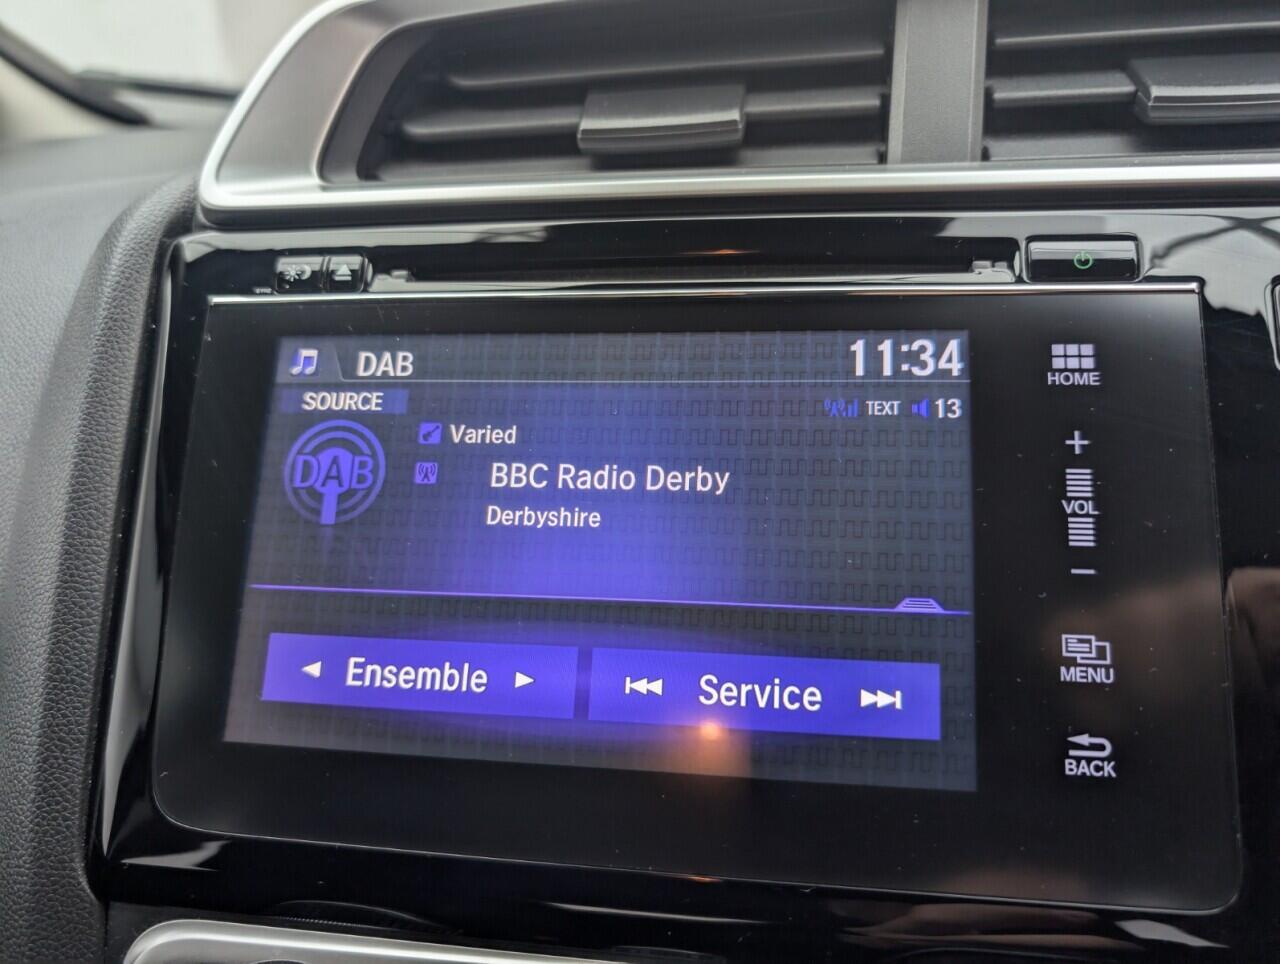 DAB
11:34
SOURCE
TEXT
13
DAB
Varied
BBC Radio Derby
Derbyshire
Ensemble
Service
HOME
+
VOL
-
MENU
BACK